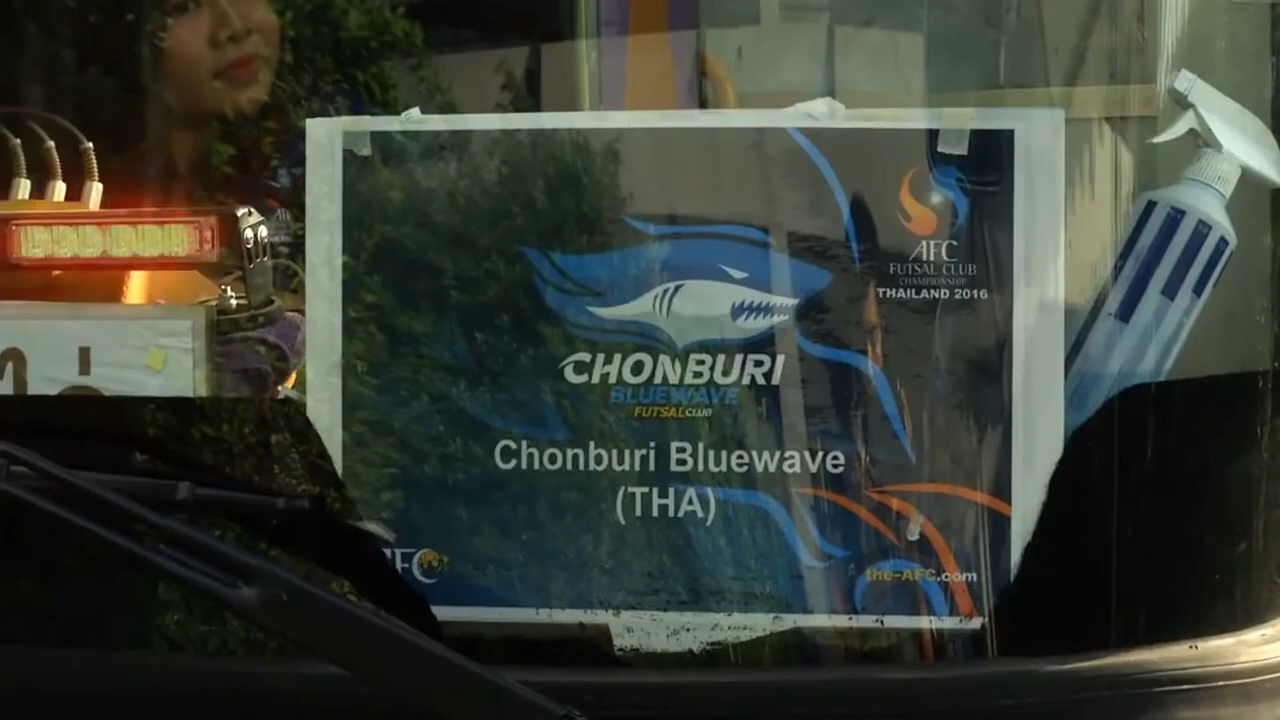 AFC
FUTSAL CLUB
CHAMPIONSHIP
THAILAND 2016
CHONBURI
BLUEWAVE
FUTSALCLUB
Chonburi Bluewave
(THA)
the-AFC.com